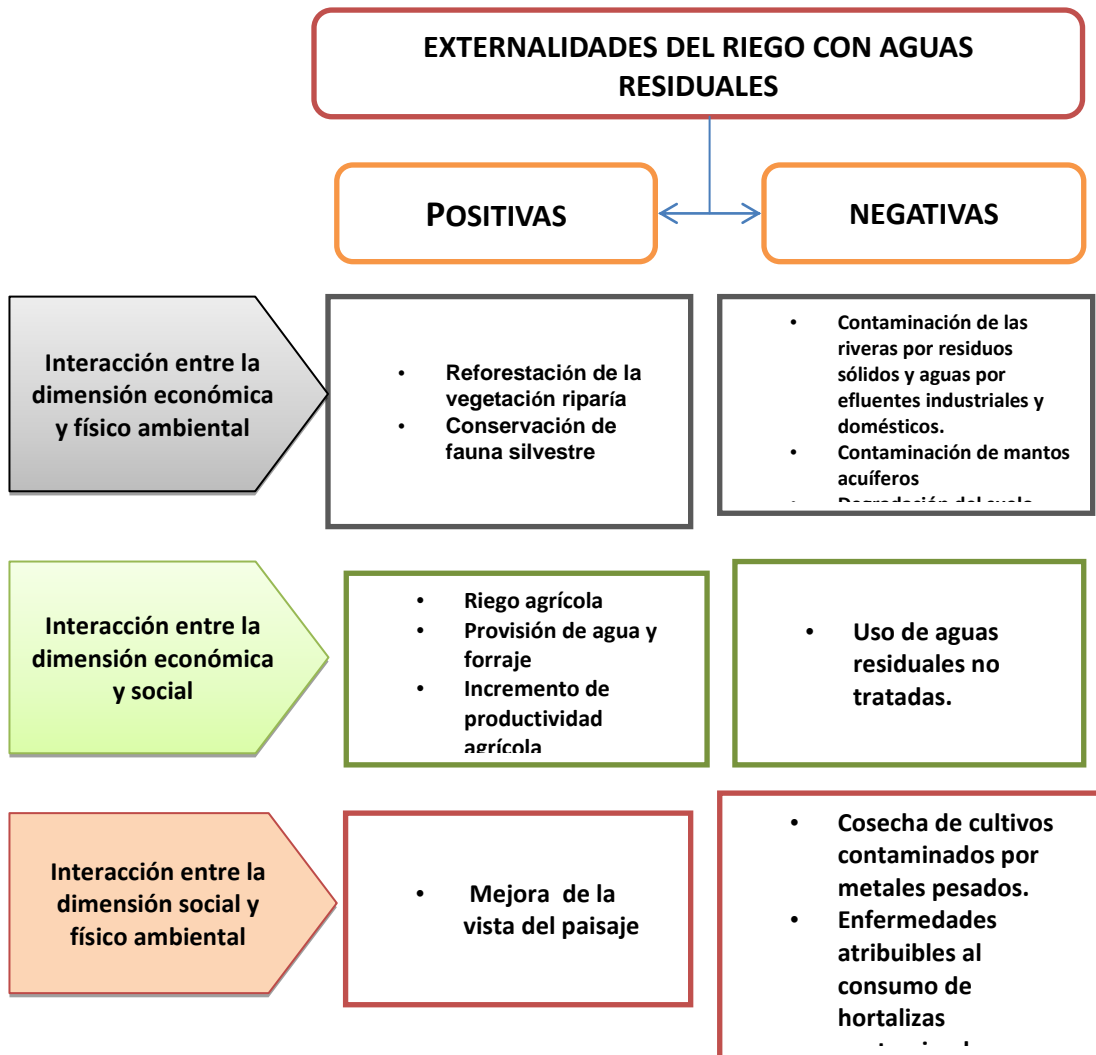 EXTERNALIDADES DEL RIEGO CON AGUAS
RESIDUALES
POSITIVAS
NEGATIVAS
Interacción entre la
dimensión económica
y físico ambiental
• Reforestación de la
vegetación riparía
• Conservación de
fauna silvestre
• Contaminación de las
riveras por residuos
sólidos y aguas por
efluentes industriales y
domésticos.
• Contaminación de mantos
acuíferos
• Degradación del suelo
Interacción entre la
dimensión económica
y social
• Riego agrícola
• Provisión de agua y
forraje
• Incremento de
productividad
agrícola
• Uso de aguas
residuales no
tratadas.
Interacción entre la
dimensión social y
físico ambiental
• Mejora de la
vista del paisaje
• Cosecha de cultivos
contaminados por
metales pesados.
• Enfermedades
atribuibles al
consumo de
hortalizas